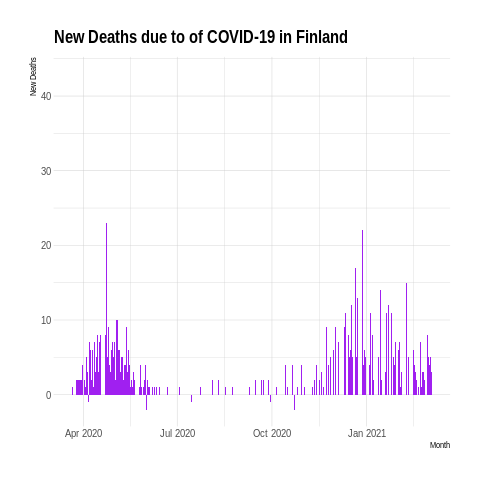 New Deaths due to of COVID-19 in Finland
New Deaths
40
30
20
10
0
Apr 2020 Jul 2020 Oct 2020 Jan 2021
Month